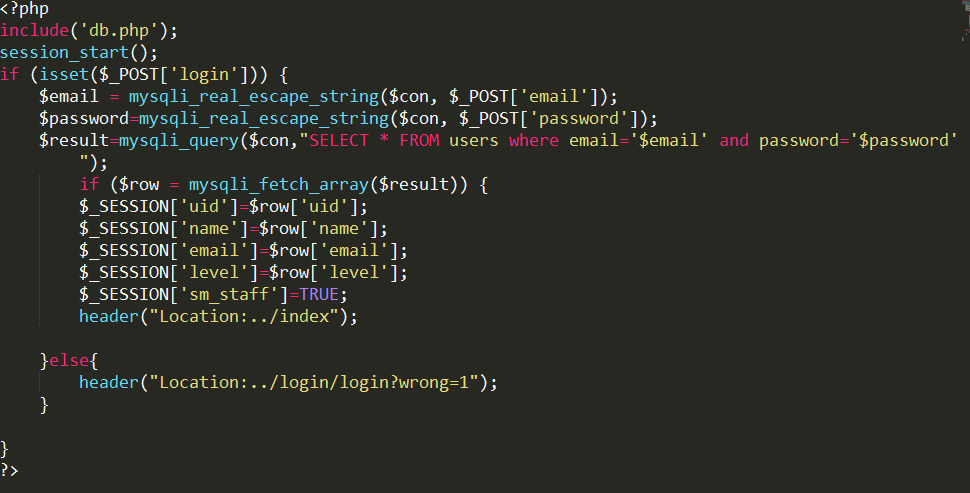 <?php
include('db.php');
session_start();
if (isset($_POST['login'])) {
    $email = mysqli_real_escape_string($con, $_POST['email']);
    $password=mysqli_real_escape_string($con, $_POST['password']);
    $result=mysqli_query($con,"SELECT * FROM users where email='$email' and password='$password'
        ");
        if ($row = mysqli_fetch_array($result)) {
        $_SESSION['uid']=$row['uid'];
        $_SESSION['name']=$row['name'];
        $_SESSION['email']=$row['email'];
        $_SESSION['level']=$row['level'];
        $_SESSION['sm_staff']=TRUE;
        header("Location:../index");
    }else{
        header("Location:../login/login?wrong=1");
    }
}
?>